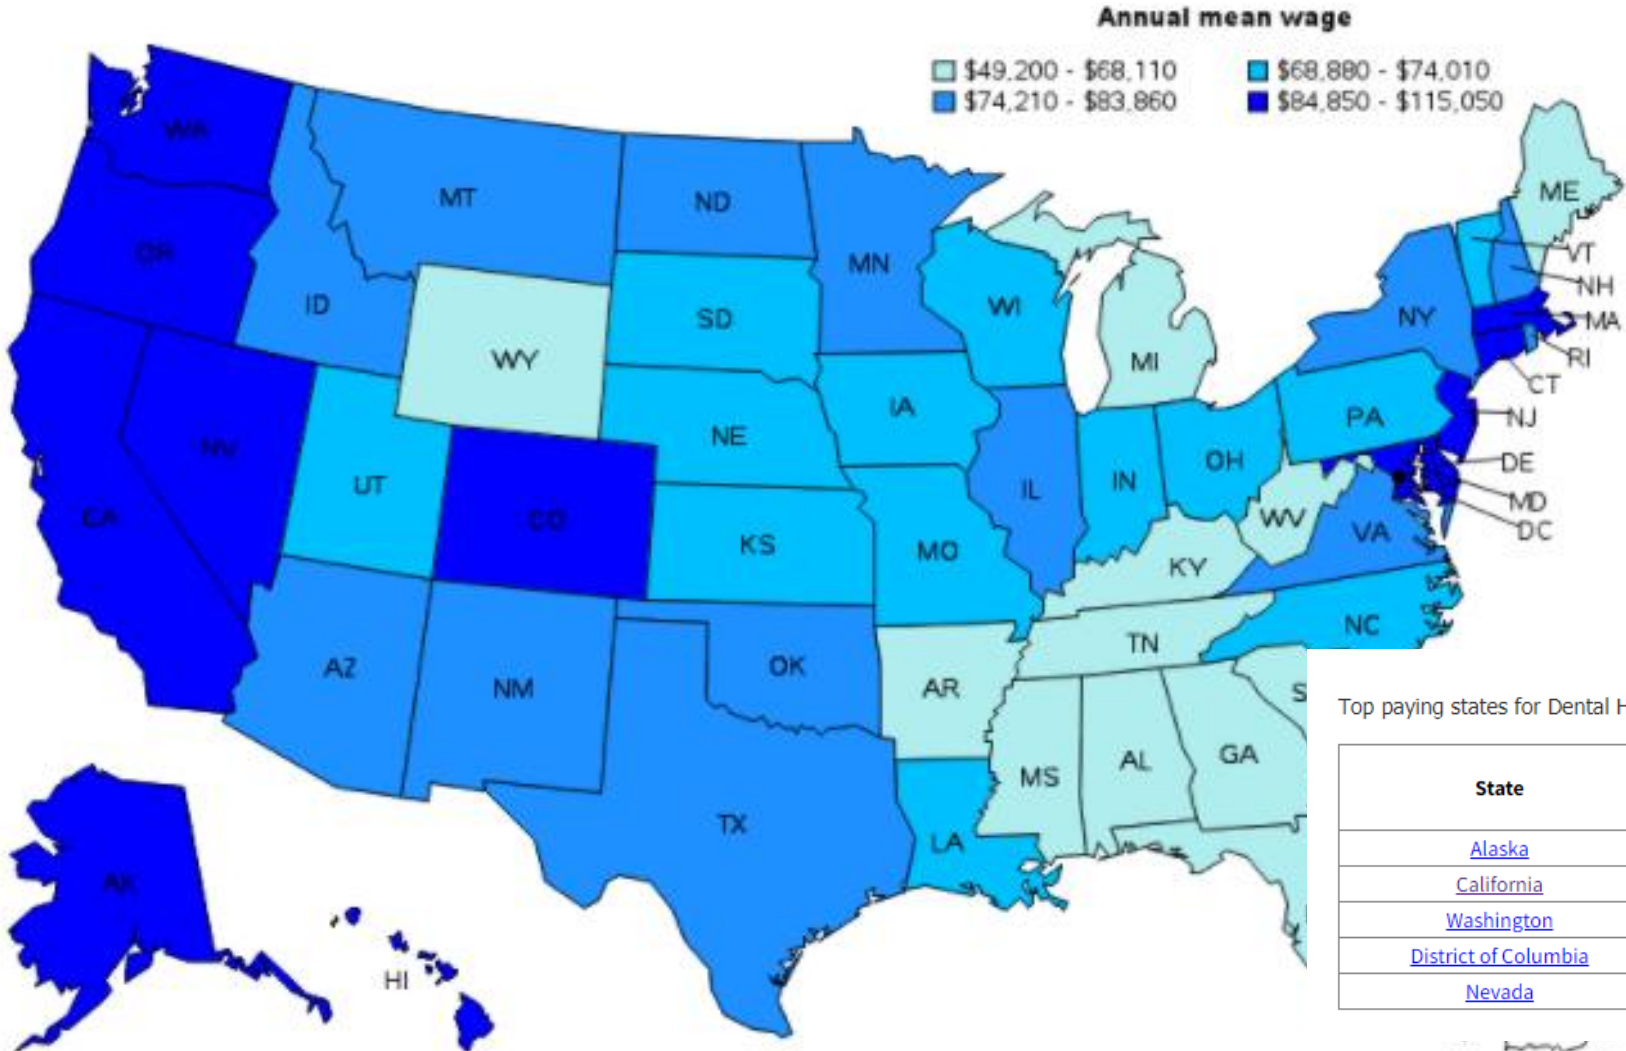 Annual mean wage
$49,200 - $68,110
$68,880 - $74,010
$74,210 - $83,860
$84,850 - $115,050
WA
MT
ND
MN
ME
OR
ID
SD
WI
VT
NH
WY
MI
NY
MA
RI
CT
IA
NE
PA
NJ
NV
UT
CO
IL
IN
OH
DE
MD
DC
CA
KS
MO
WV
VA
KY
NC
TN
AZ
NM
OK
AR
S
MS
AL
GA
TX
LA
AK
HI
Top paying states for Dental H
State
Alaska
California
Washington
District of Columbia
Nevada